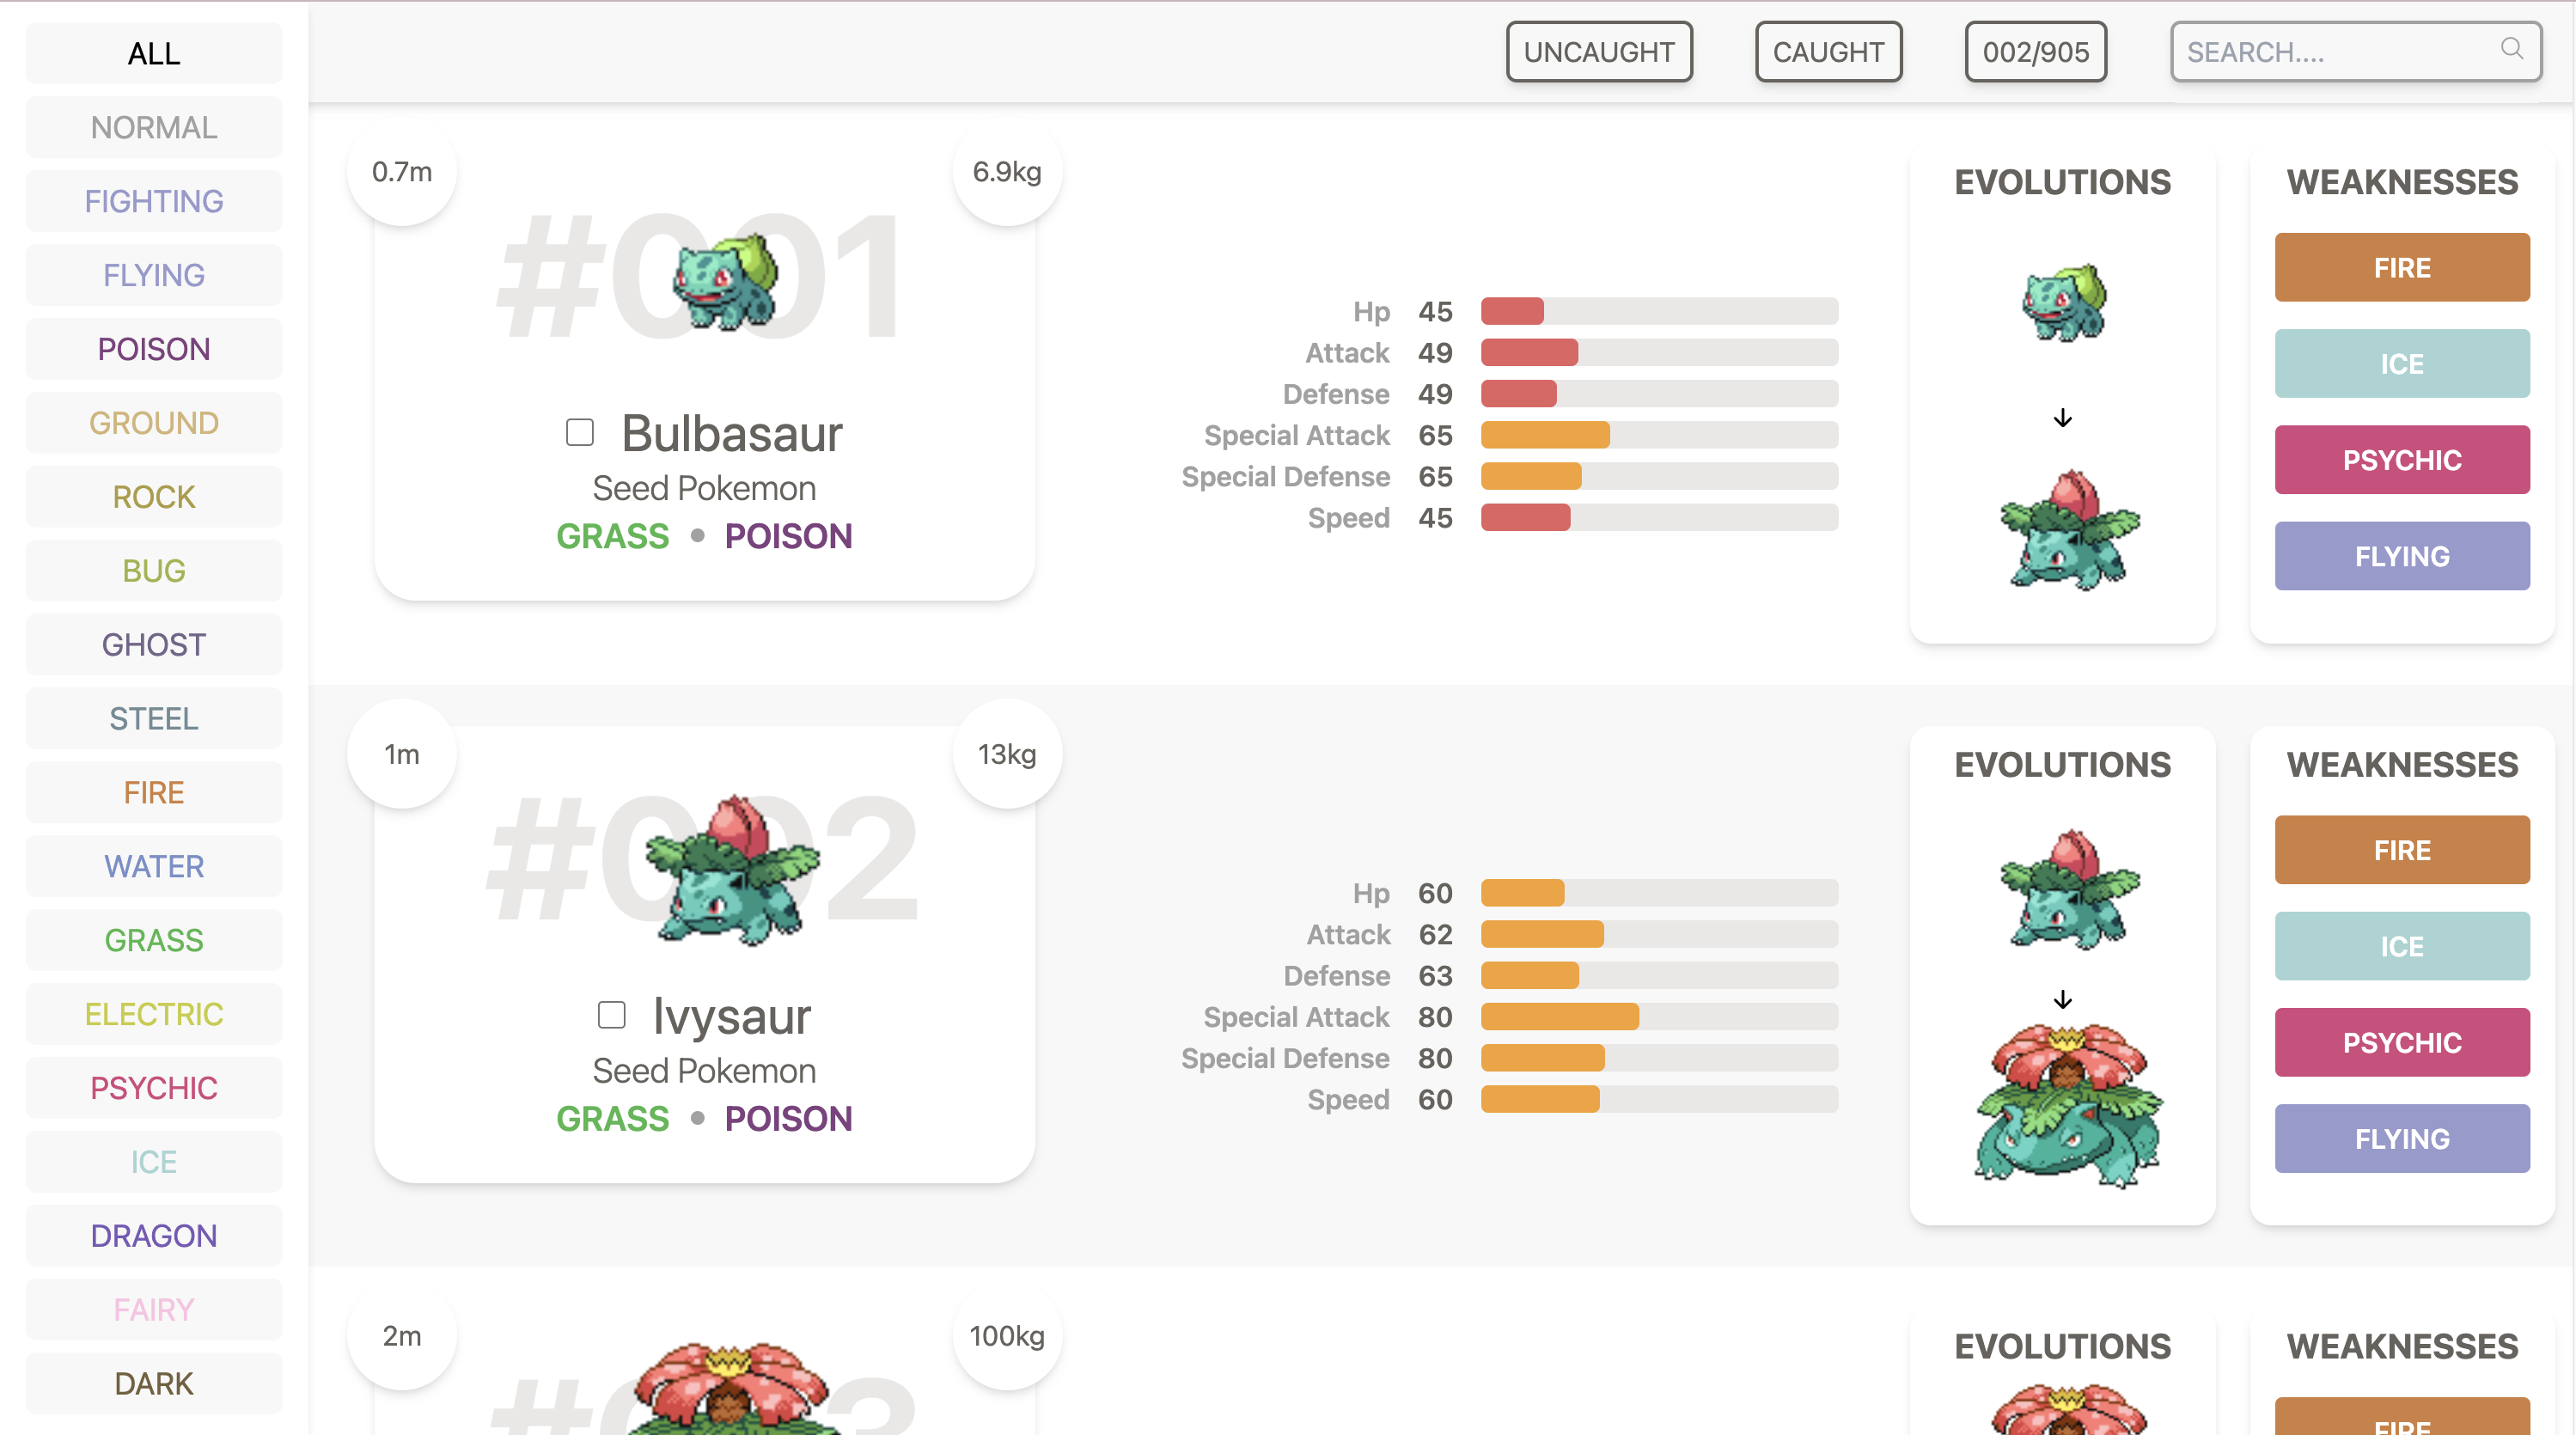 ALL
NORMAL
FIGHTING
FLYING
POISON
GROUND
ROCK
BUG
GHOST
STEEL
FIRE
WATER
GRASS
ELECTRIC
PSYCHIC
ICE
DRAGON
FAIRY
DARK
UNCAUGHT CAUGHT 002/905 SEARCH....
0.7m 6.9kg
#001
Bulbasaur
Seed Pokemon
GRASS • POISON
Hp 45
Attack 49
Defense 49
Special Attack 65
Special Defense 65
Speed 45
EVOLUTIONS
WEAKNESSES
FIRE
ICE
PSYCHIC
FLYING
1m 13kg
#002
Ivysaur
Seed Pokemon
GRASS • POISON
Hp 60
Attack 62
Defense 63
Special Attack 80
Special Defense 80
Speed 60
EVOLUTIONS
WEAKNESSES
FIRE
ICE
PSYCHIC
FLYING
2m 100kg
#003
EVOLUTIONS
WEAKNESSES
FIRE